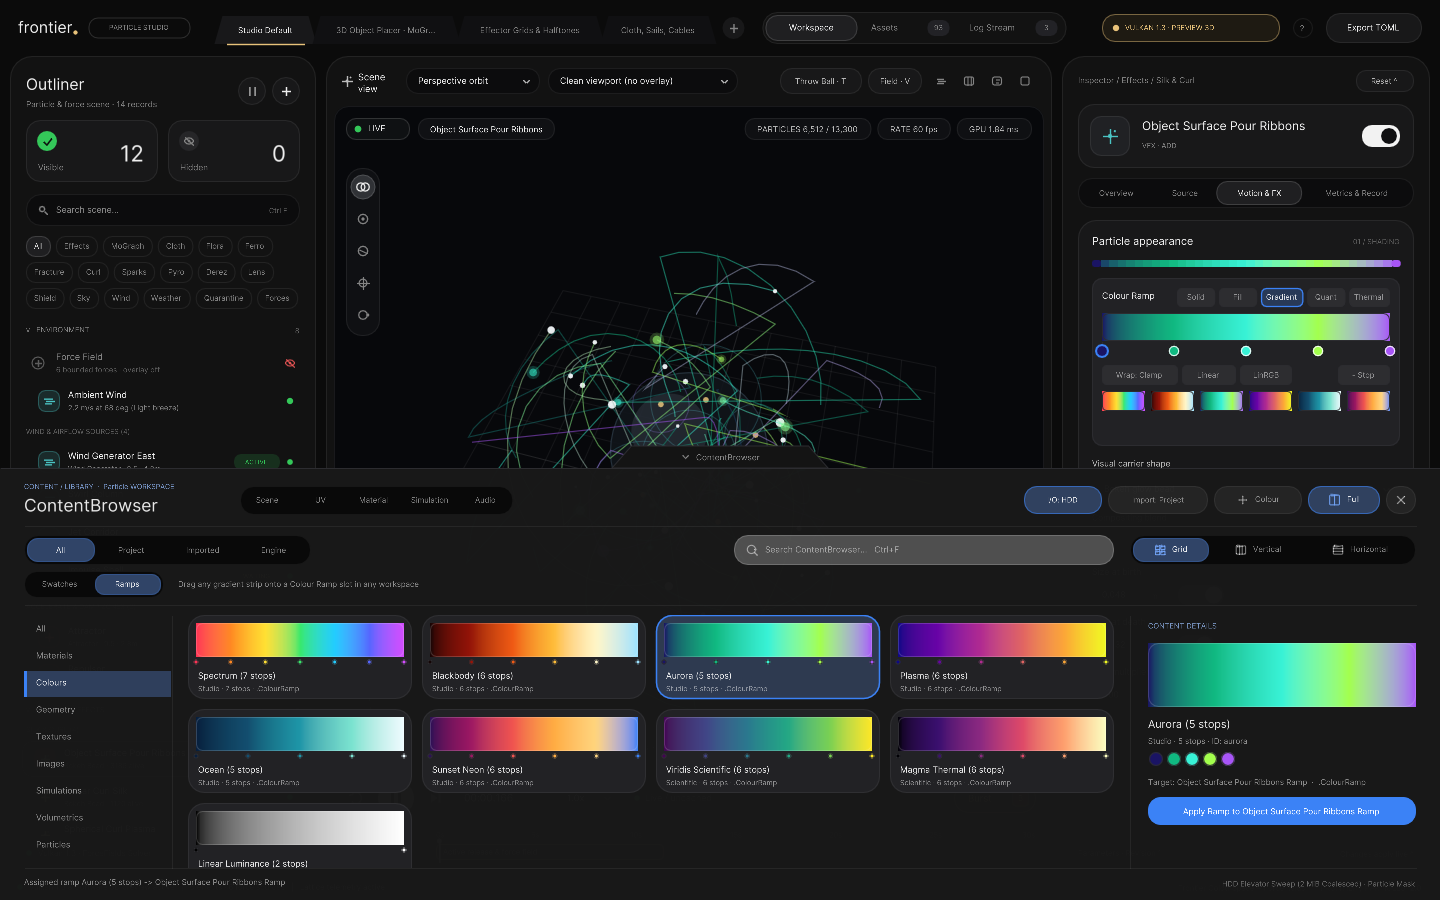 frontier.
PARTICLE STUDIO
Studio Default
3D Object Placer - MoGr...
Effector Grids & Halftones
Cloth, Sails, Cables
Workspace
Assets
93
Log Stream
3
VULKAN 1.3 · PREVIEW 3D
?
Export TOML
Outliner
Particle & force scene · 14 records
Visible
12
Hidden
0
Search scene...
Ctrl F
All
Effects
MoGraph
Cloth
Flora
Ferro
Fracture
Curl
Sparks
Pyro
Derez
Lens
Shield
Sky
Wind
Weather
Quarantine
Forces
ENVIRONMENT
8
Force Field
6 bounded forces · overlay off
Ambient Wind
2.2 m/s at 68 deg (Light breeze)
WIND & AIRFLOW SOURCES (4)
Wind Generator East
ACTIVE
Scene view
Perspective orbit
Clean viewport (no overlay)
Throw Ball · T
Field · V
LIVE
Object Surface Pour Ribbons
PARTICLES 6,512 / 13,300
RATE 60 fps
GPU 1.84 ms
Inspector / Effects / Silk & Curl
Reset ^
Object Surface Pour Ribbons
VFX · ADD
Overview
Source
Motion & FX
Metrics & Record
Particle appearance
01 / SHADING
Colour Ramp
Solid
Fill
Gradient
Quant
Thermal
Wrap: Clamp
Linear
LinRGB
- Stop
Visual carrier shape
ContentBrowser
CONTENT / LIBRARY · Particle WORKSPACE
ContentBrowser
Scene
UV
Material
Simulation
Audio
I/O: HDD
Import: Project
Colour
Full
All
Project
Imported
Engine
Search ContentBrowser... Ctrl+F
Grid
Vertical
Horizontal
Swatches
Ramps
Drag any gradient strip onto a Colour Ramp slot in any workspace
All
Materials
Colours
Geometry
Textures
Images
Simulations
Volumetrics
Particles
Spectrum (7 stops)
Studio · 7 stops · .ColourRamp
Blackbody (6 stops)
Studio · 6 stops · .ColourRamp
Aurora (5 stops)
Studio · 5 stops · .ColourRamp
Plasma (6 stops)
Studio · 6 stops · .ColourRamp
Ocean (5 stops)
Studio · 5 stops · .ColourRamp
Sunset Neon (6 stops)
Studio · 6 stops · .ColourRamp
Viridis Scientific (6 stops)
Scientific · 6 stops · .ColourRamp
Magma Thermal (6 stops)
Scientific · 6 stops · .ColourRamp
Linear Luminance (2 stops)
CONTENT DETAILS
Aurora (5 stops)
Studio · 5 stops · ID: aurora
Target: Object Surface Pour Ribbons Ramp · .ColourRamp
Apply Ramp to Object Surface Pour Ribbons Ramp
Assigned ramp Aurora (5 stops) -> Object Surface Pour Ribbons Ramp
HDD Elevator Sweep (2 MiB Coalesced) · Particle Mask